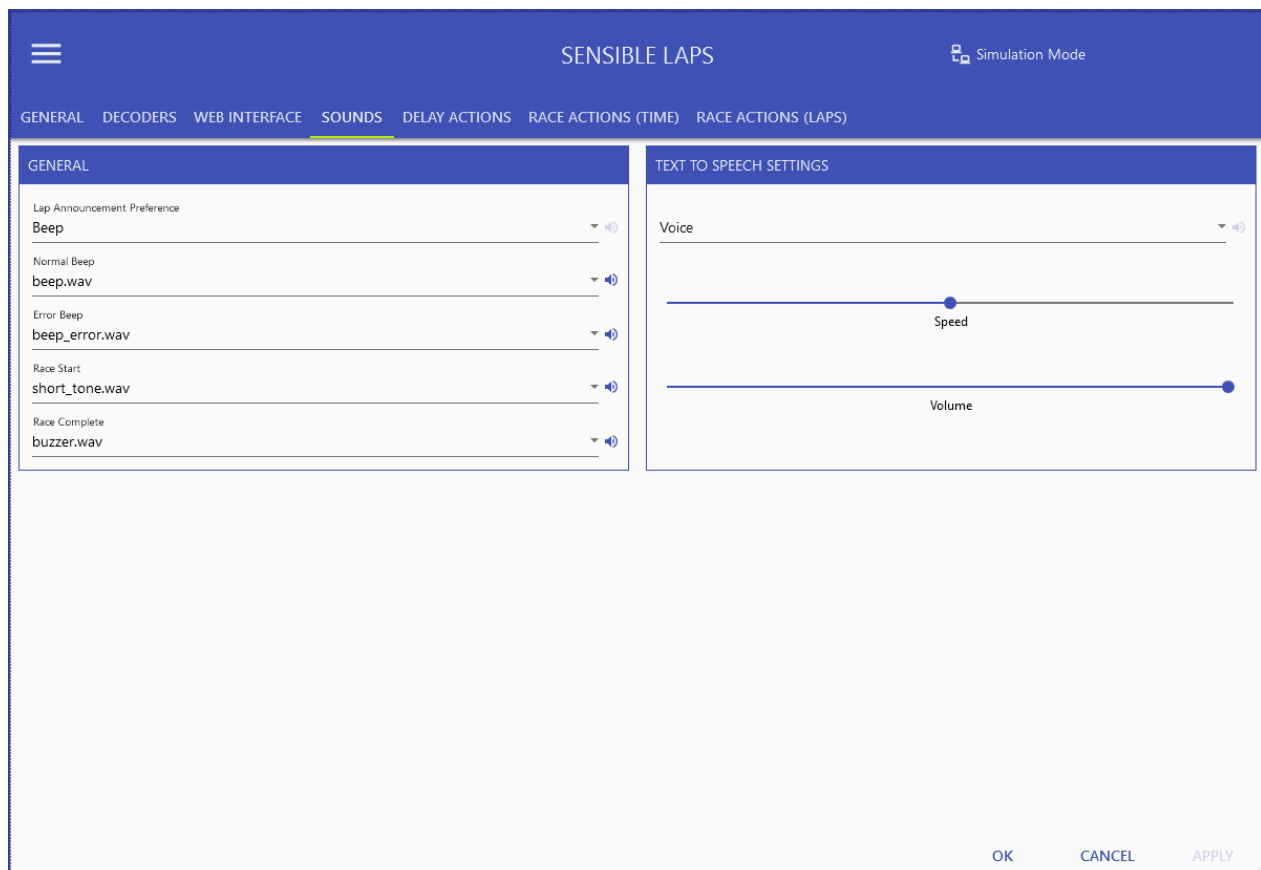 SENSIBLE LAPS
Simulation Mode
GENERAL DECODERS WEB INTERFACE SOUNDS DELAY ACTIONS RACE ACTIONS (TIME) RACE ACTIONS (LAPS)
GENERAL
Lap Announcement Preference
Beep
Normal Beep
beep.wav
Error Beep
beep_error.wav
Race Start
short_tone.wav
Race Complete
buzzer.wav
TEXT TO SPEECH SETTINGS
Voice
Speed
Volume
OK CANCEL APPLY